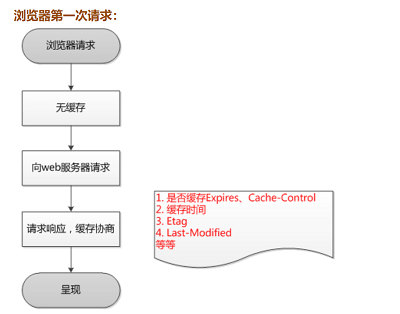 浏览器第一次请求：
浏览器请求
无缓存
向web服务器请求
请求响应，缓存协商
呈现
1. 是否缓存Expires、Cache-Control
2. 缓存时间
3. Etag
4. Last-Modified
等等